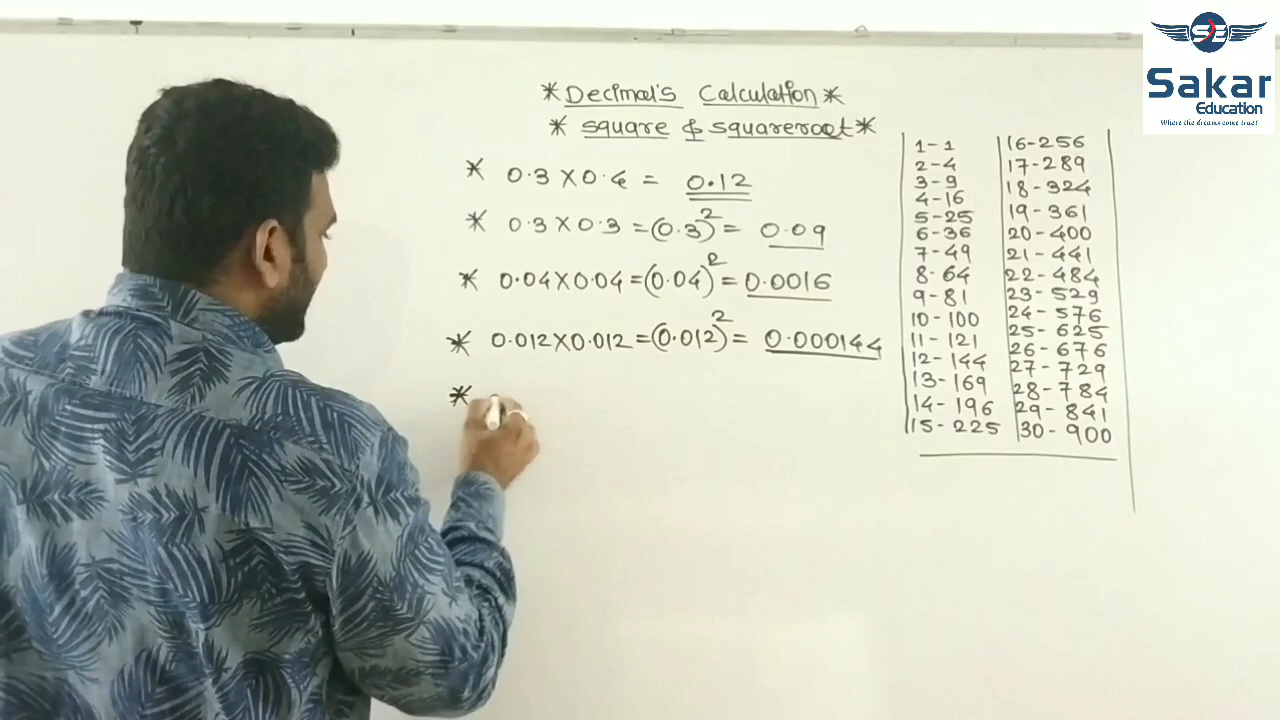 *Decimal's Calculation*
* square & squareroot*
* 0.3 X 0.4 = 0.12
* 0.3 X 0.3 = (0.3)² = 0.09
* 0.04 X 0.04 = (0.04)² = 0.0016
* 0.012 X 0.012 = (0.012)² = 0.000144
*
1 - 1
2 - 4
3 - 9
4 - 16
5 - 25
6 - 36
7 - 49
8 - 64
9 - 81
10 - 100
11 - 121
12 - 144
13 - 169
14 - 196
15 - 225
16 - 256
17 - 289
18 - 324
19 - 361
20 - 400
21 - 441
22 - 484
23 - 529
24 - 576
25 - 625
26 - 676
27 - 729
28 - 784
29 - 841
30 - 900
SE
Sakar
Education
Where the dreams come true!